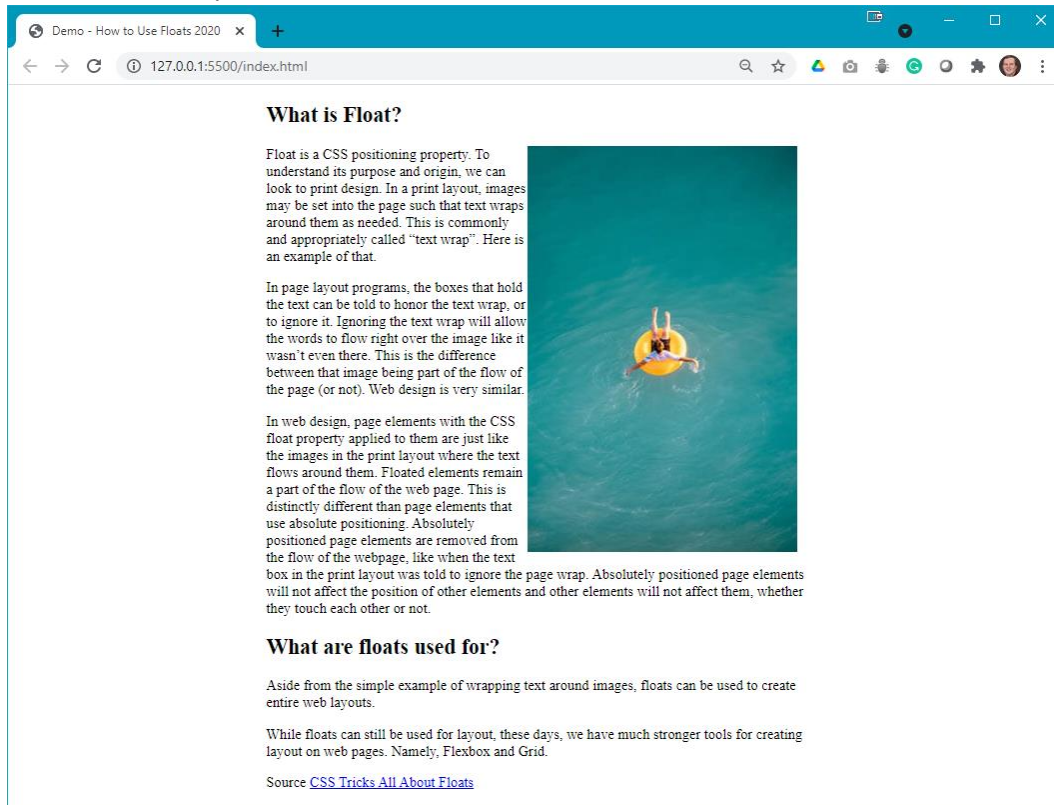 Demo - How to Use Floats 2020
127.0.0.1:5500/index.html
What is Float?
Float is a CSS positioning property. To
understand its purpose and origin, we can
look to print design. In a print layout, images
may be set into the page such that text wraps
around them as needed. This is commonly
and appropriately called “text wrap”. Here is
an example of that.
In page layout programs, the boxes that hold
the text can be told to honor the text wrap, or
to ignore it. Ignoring the text wrap will allow
the words to flow right over the image like it
wasn’t even there. This is the difference
between that image being part of the flow of
the page (or not). Web design is very similar.
In web design, page elements with the CSS
float property applied to them are just like
the images in the print layout where the text
flows around them. Floated elements remain
a part of the flow of the web page. This is
distinctly different than page elements that
use absolute positioning. Absolutely
positioned page elements are removed from
the flow of the webpage, like when the text
box in the print layout was told to ignore the page wrap. Absolutely positioned page elements
will not affect the position of other elements and other elements will not affect them, whether
they touch each other or not.
What are floats used for?
Aside from the simple example of wrapping text around images, floats can be used to create
entire web layouts.
While floats can still be used for layout, these days, we have much stronger tools for creating
layout on web pages. Namely, Flexbox and Grid.
Source CSS Tricks All About Floats